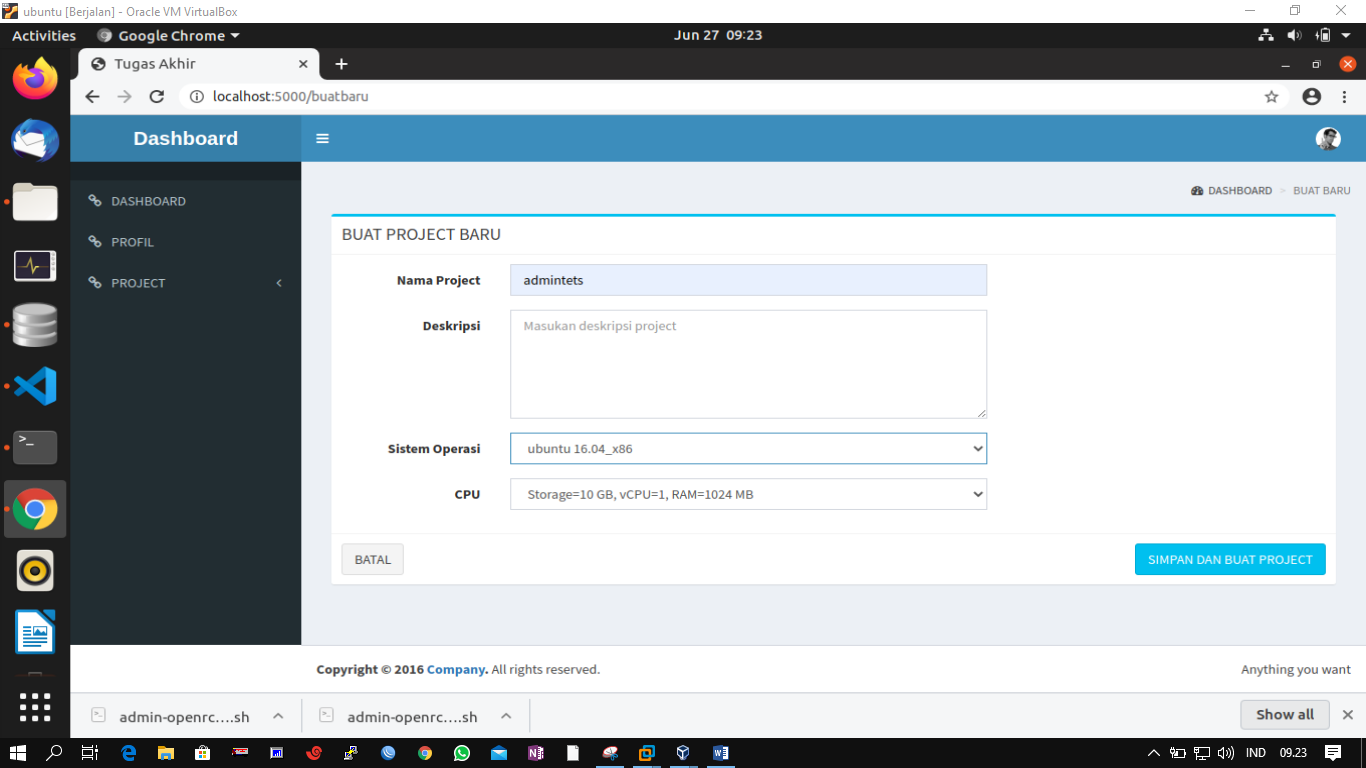 ubuntu [Berjalan] - Oracle VM VirtualBox
Activities Google Chrome Jun 27 09:23
Tugas Akhir
localhost:5000/buatbaru
Dashboard
DASHBOARD > BUAT BARU
DASHBOARD
PROFIL
PROJECT
BUAT PROJECT BARU
Nama Project admintets
Deskripsi Masukan deskripsi project
Sistem Operasi ubuntu 16.04_x86
CPU Storage=10 GB, vCPU=1, RAM=1024 MB
BATAL SIMPAN DAN BUAT PROJECT
Copyright © 2016 Company. All rights reserved. Anything you want
admin-openrc....sh admin-openrc....sh Show all
IND 09.23